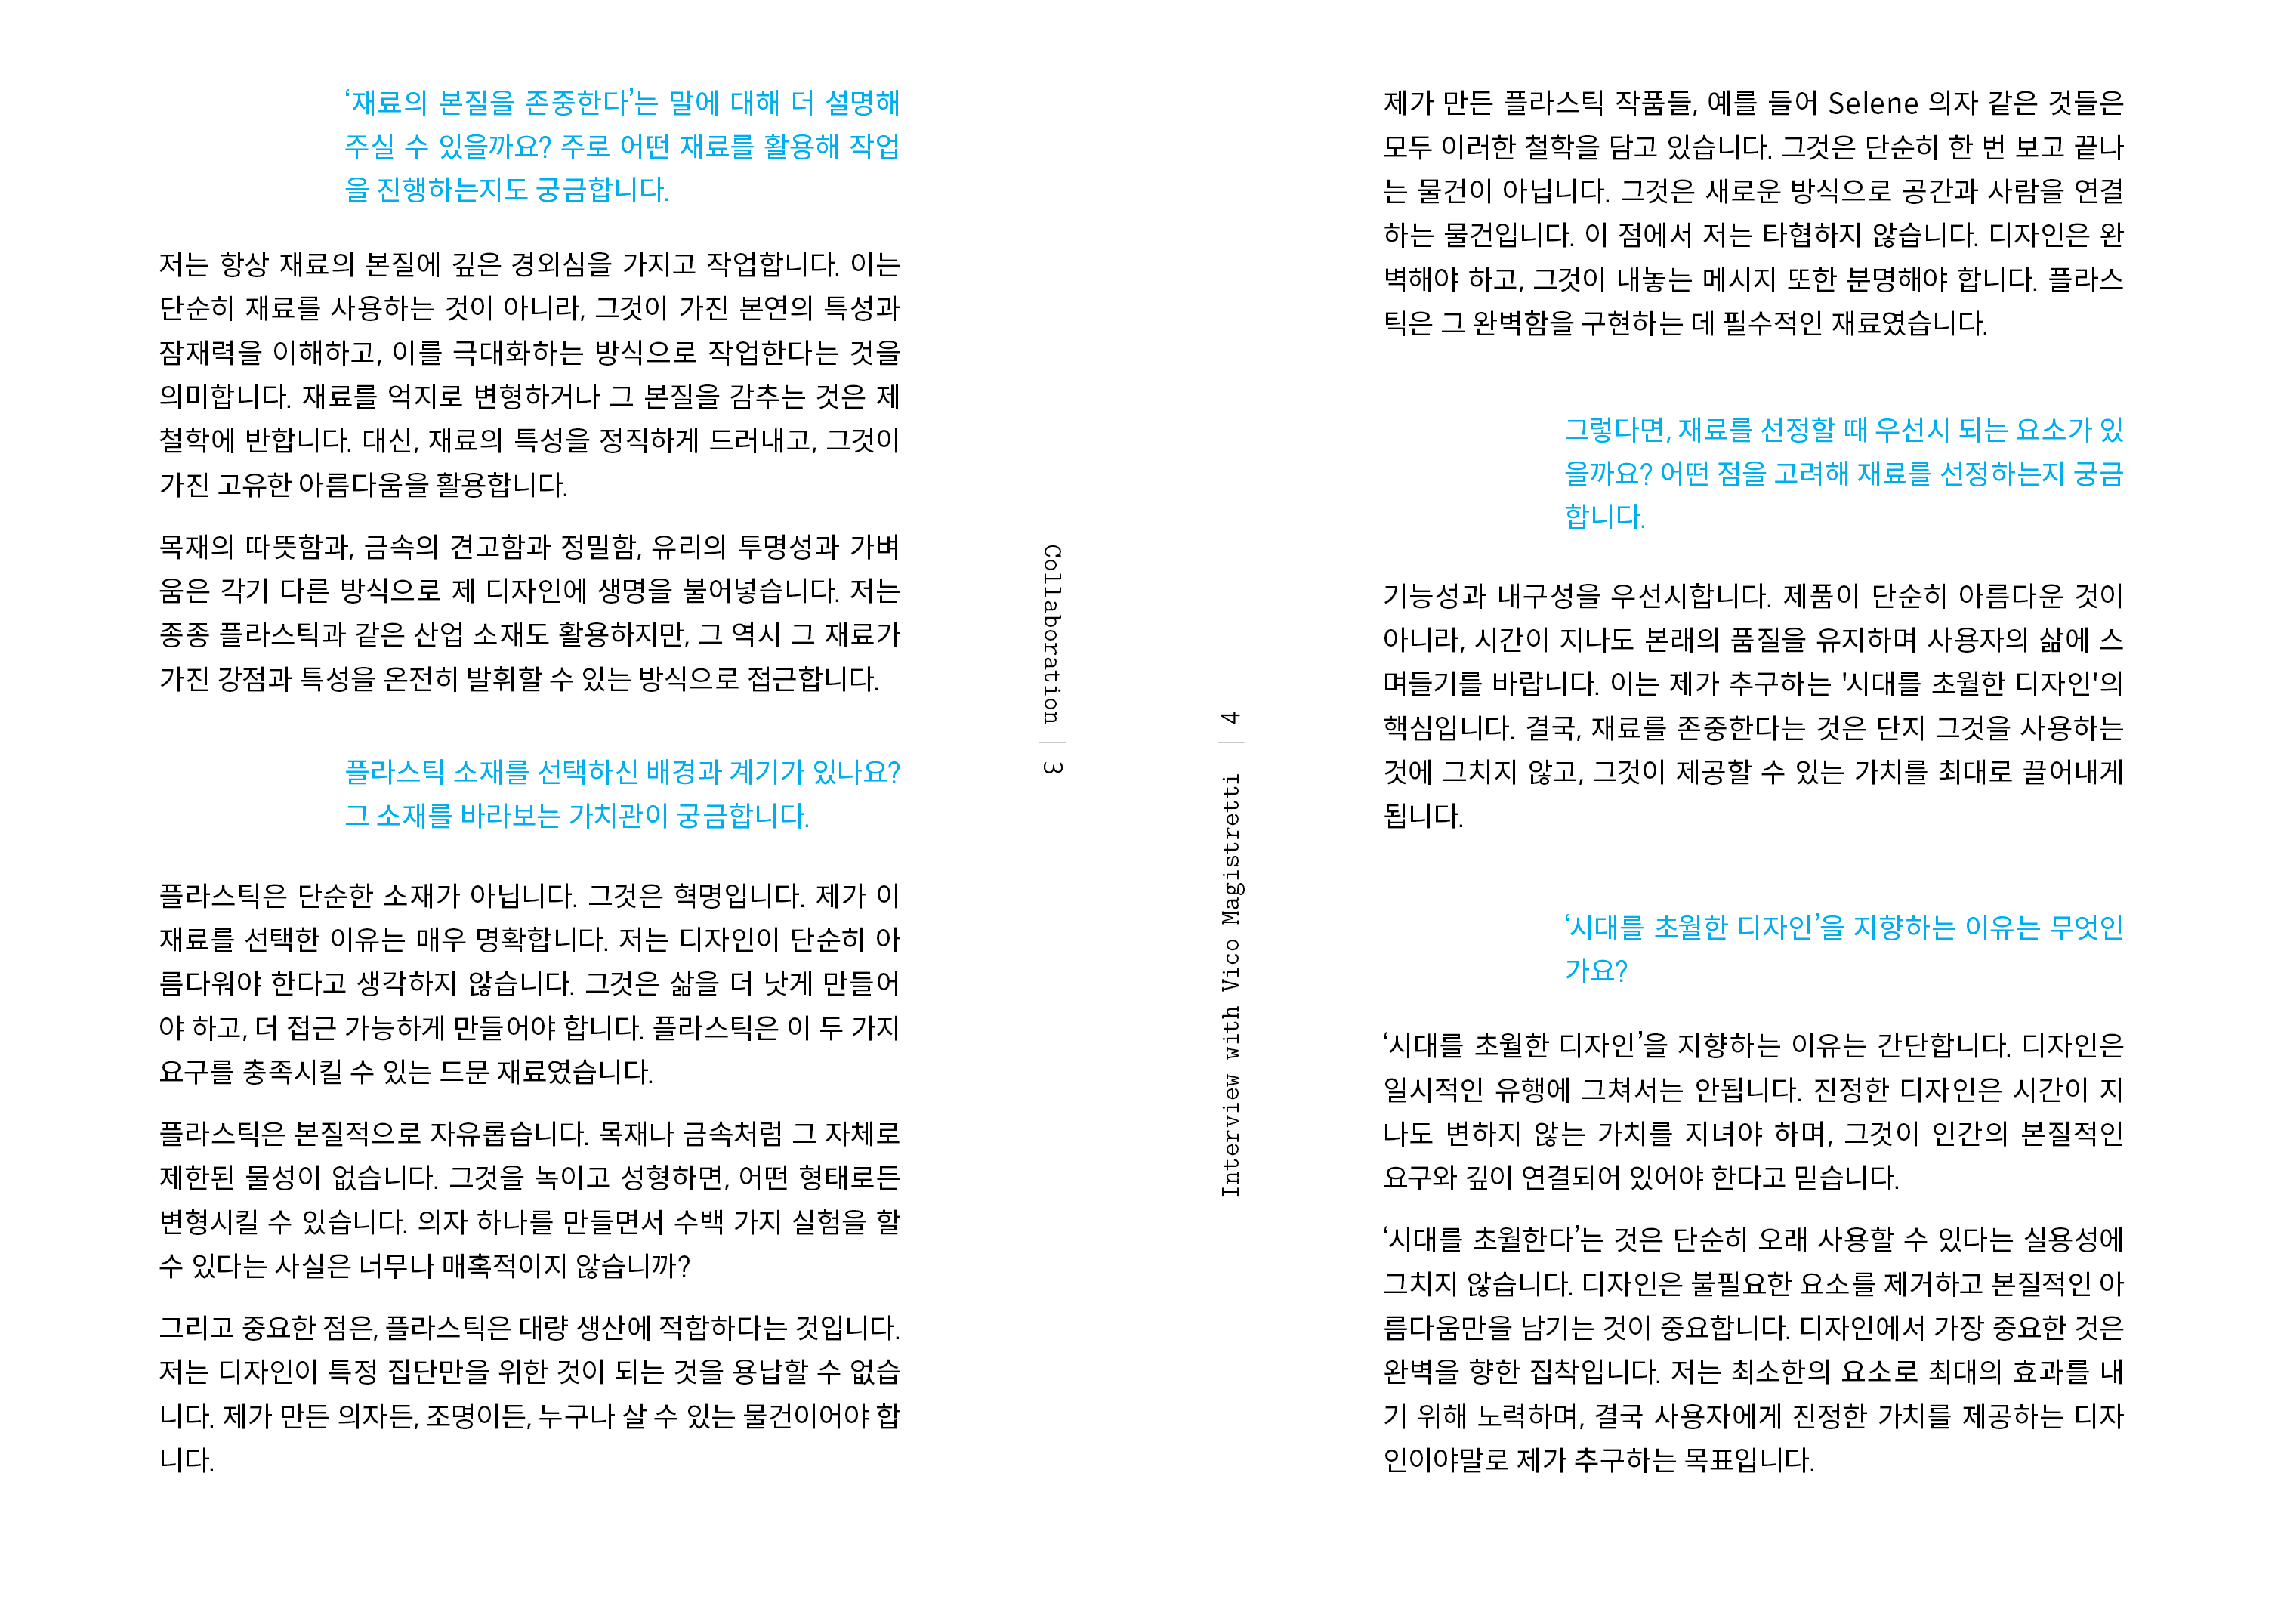 ‘재료의 본질을 존중한다’는 말에 대해 더 설명해
주실 수 있을까요? 주로 어떤 재료를 활용해 작업
을 진행하는지도 궁금합니다.
저는 항상 재료의 본질에 깊은 경외심을 가지고 작업합니다. 이는
단순히 재료를 사용하는 것이 아니라, 그것이 가진 본연의 특성과
잠재력을 이해하고, 이를 극대화하는 방식으로 작업한다는 것을
의미합니다. 재료를 억지로 변형하거나 그 본질을 감추는 것은 제
철학에 반합니다. 대신, 재료의 특성을 정직하게 드러내고, 그것이
가진 고유한 아름다움을 활용합니다.
목재의 따뜻함과, 금속의 견고함과 정밀함, 유리의 투명성과 가벼
움은 각기 다른 방식으로 제 디자인에 생명을 불어넣습니다. 저는
종종 플라스틱과 같은 산업 소재도 활용하지만, 그 역시 그 재료가
가진 강점과 특성을 온전히 발휘할 수 있는 방식으로 접근합니다.
플라스틱 소재를 선택하신 배경과 계기가 있나요?
그 소재를 바라보는 가치관이 궁금합니다.
플라스틱은 단순한 소재가 아닙니다. 그것은 혁명입니다. 제가 이
재료를 선택한 이유는 매우 명확합니다. 저는 디자인이 단순히 아
름다워야 한다고 생각하지 않습니다. 그것은 삶을 더 낫게 만들어
야 하고, 더 접근 가능하게 만들어야 합니다. 플라스틱은 이 두 가지
요구를 충족시킬 수 있는 드문 재료였습니다.
플라스틱은 본질적으로 자유롭습니다. 목재나 금속처럼 그 자체로
제한된 물성이 없습니다. 그것을 녹이고 성형하면, 어떤 형태로든
변형시킬 수 있습니다. 의자 하나를 만들면서 수백 가지 실험을 할
수 있다는 사실은 너무나 매혹적이지 않습니까?
그리고 중요한 점은, 플라스틱은 대량 생산에 적합하다는 것입니다.
저는 디자인이 특정 집단만을 위한 것이 되는 것을 용납할 수 없습
니다. 제가 만든 의자든, 조명이든, 누구나 살 수 있는 물건이어야 합
니다.
Collaboration | 3
Interview with Vico Magistretti | 4
제가 만든 플라스틱 작품들, 예를 들어 Selene 의자 같은 것들은
모두 이러한 철학을 담고 있습니다. 그것은 단순히 한 번 보고 끝나
는 물건이 아닙니다. 그것은 새로운 방식으로 공간과 사람을 연결
하는 물건입니다. 이 점에서 저는 타협하지 않습니다. 디자인은 완
벽해야 하고, 그것이 내놓는 메시지 또한 분명해야 합니다. 플라스
틱은 그 완벽함을 구현하는 데 필수적인 재료였습니다.
그렇다면, 재료를 선정할 때 우선시 되는 요소가 있
을까요? 어떤 점을 고려해 재료를 선정하는지 궁금
합니다.
기능성과 내구성을 우선시합니다. 제품이 단순히 아름다운 것이
아니라, 시간이 지나도 본래의 품질을 유지하며 사용자의 삶에 스
며들기를 바랍니다. 이는 제가 추구하는 '시대를 초월한 디자인'의
핵심입니다. 결국, 재료를 존중한다는 것은 단지 그것을 사용하는
것에 그치지 않고, 그것이 제공할 수 있는 가치를 최대로 끌어내게
됩니다.
‘시대를 초월한 디자인’을 지향하는 이유는 무엇인
가요?
‘시대를 초월한 디자인’을 지향하는 이유는 간단합니다. 디자인은
일시적인 유행에 그쳐서는 안됩니다. 진정한 디자인은 시간이 지
나도 변하지 않는 가치를 지녀야 하며, 그것이 인간의 본질적인
요구와 깊이 연결되어 있어야 한다고 믿습니다.
‘시대를 초월한다’는 것은 단순히 오래 사용할 수 있다는 실용성에
그치지 않습니다. 디자인은 불필요한 요소를 제거하고 본질적인 아
름다움만을 남기는 것이 중요합니다. 디자인에서 가장 중요한 것은
완벽을 향한 집착입니다. 저는 최소한의 요소로 최대의 효과를 내
기 위해 노력하며, 결국 사용자에게 진정한 가치를 제공하는 디자
인이야말로 제가 추구하는 목표입니다.